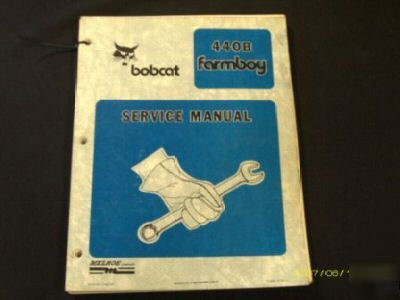 440B
bobcat farmboy
SERVICE MANUAL
MELROE